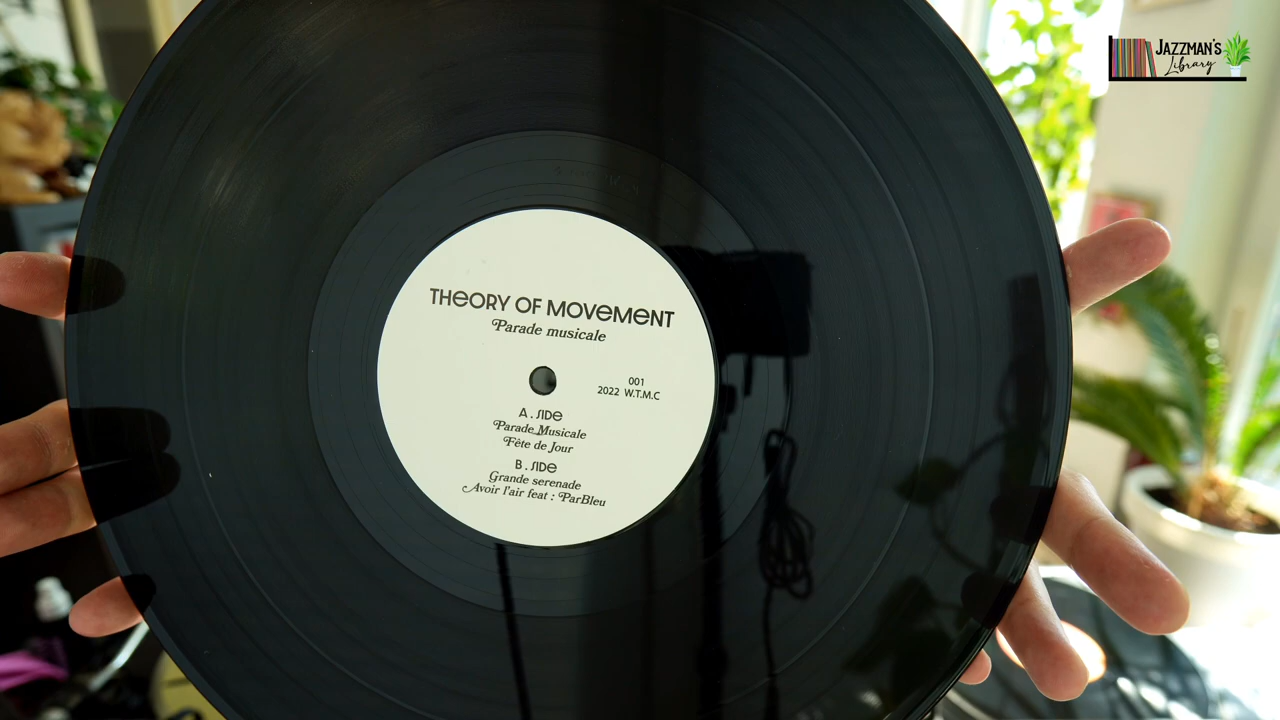 JAZZMAN'S
Library
THEORY OF MOVEMENT
Parade musicale
001
2022 W.T.M.C
A . SIDE
Parade Musicale
Fête de Jour
B . SIDE
Grande serenade
Avoir l'air feat : ParBleu